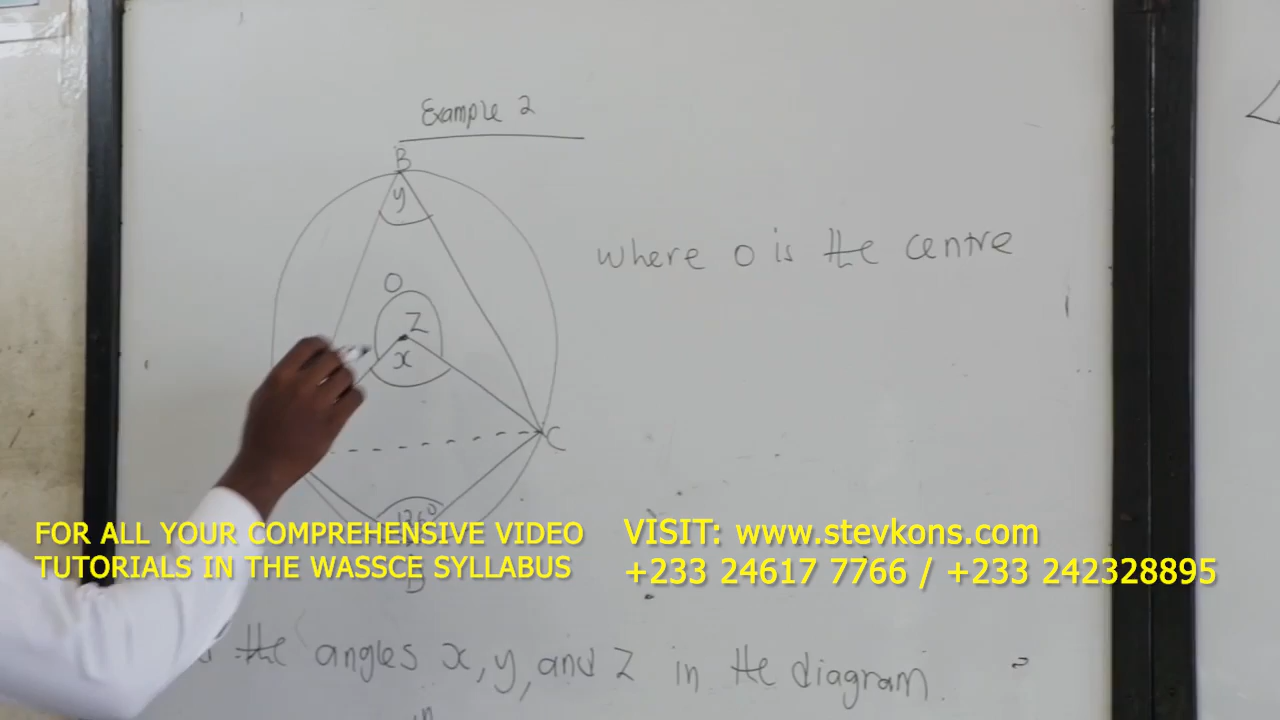 Example 2
B
y
where O is the centre
O
Z
x
C
FOR ALL YOUR COMPREHENSIVE VIDEO
TUTORIALS IN THE WASSCE SYLLABUS
VISIT: www.stevkons.com
+233 24617 7766 / +233 242328895
D
the angles x, y, and z in the diagram.